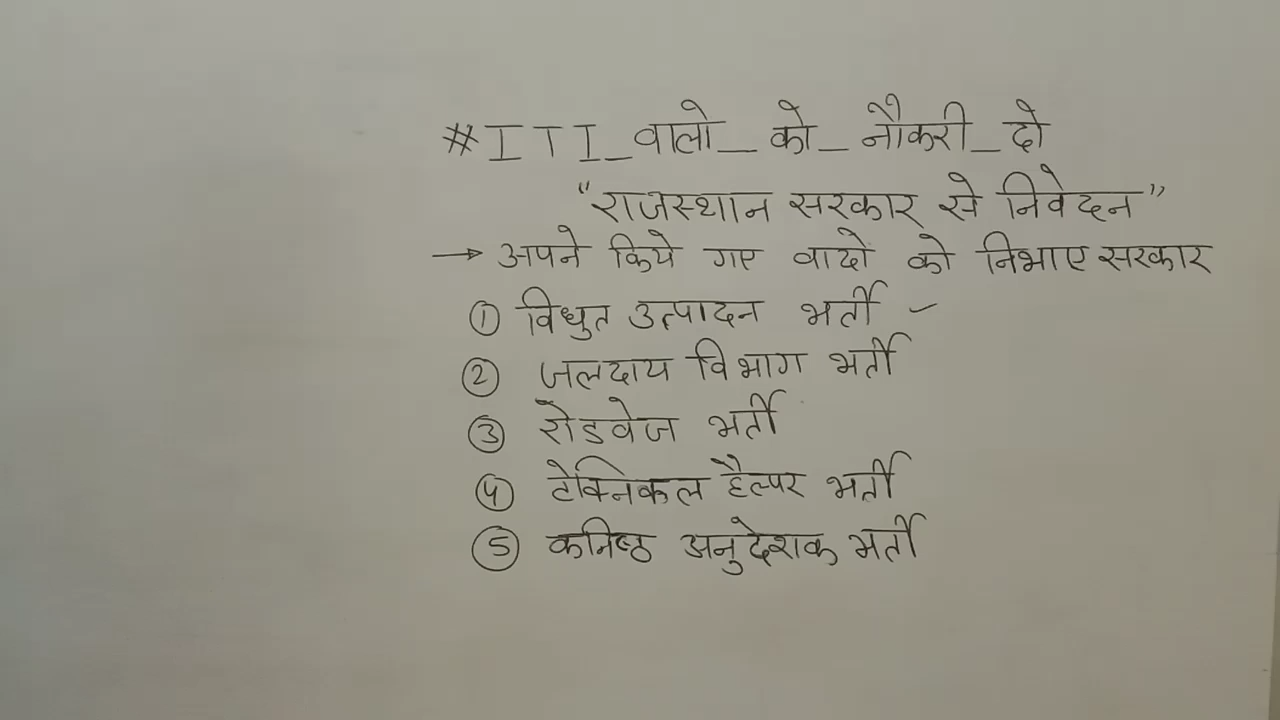 #ITI_वालो_को_नौकरी_दो
"राजस्थान सरकार से निवेदन"
→ अपने किये गए वादों को निभाए सरकार
① विधुत उत्पादन भर्ती -
② जलदाय विभाग भर्ती
③ रोडवेज भर्ती
④ टेक्निकल हैल्पर भर्ती
⑤ कनिष्ठ अनुदेशक भर्ती